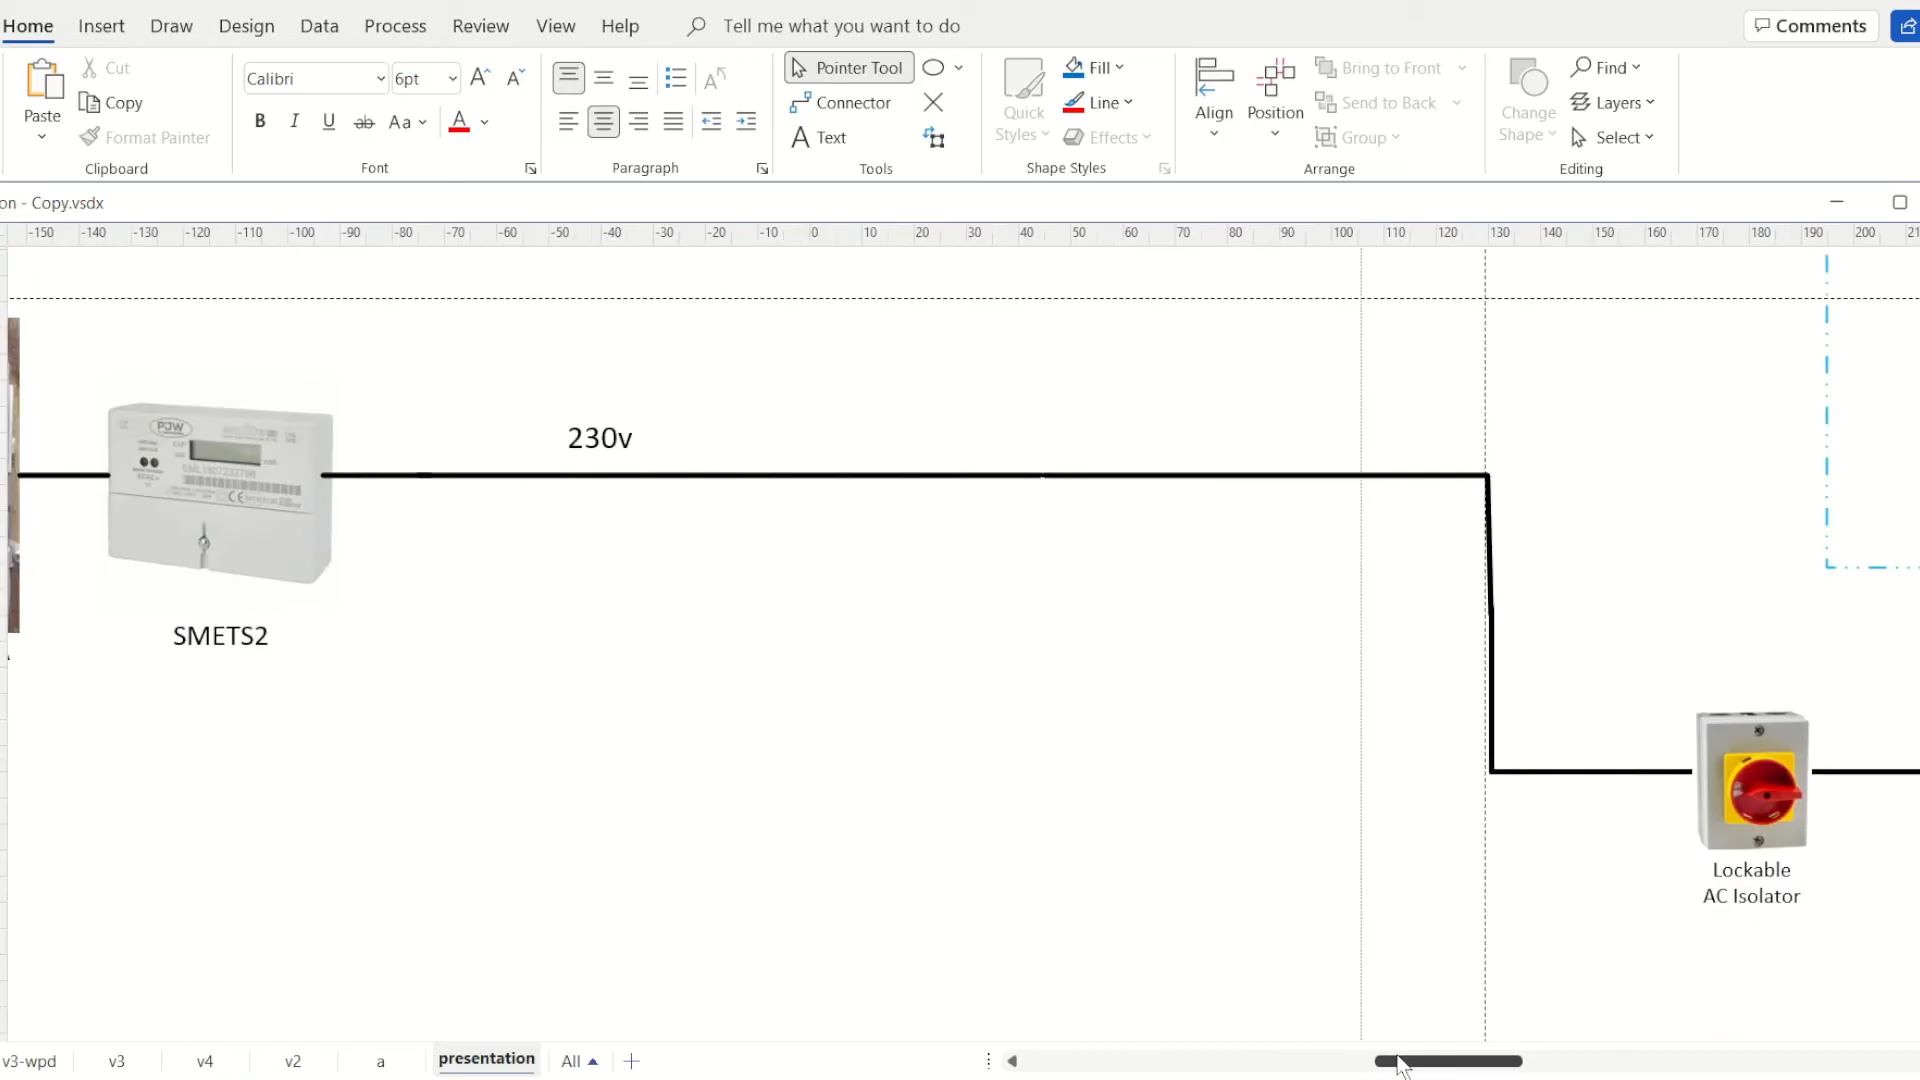 Home Insert Draw Design Data Process Review View Help Tell me what you want to do Comments
Paste Cut Copy Format Painter Clipboard
Calibri 6pt A A
B I U ab Aa A Font
Paragraph
Pointer Tool Connector A Text Tools
Quick Styles Fill Line Effects Shape Styles
Align Position Bring to Front Send to Back Group Arrange
Change Shape Find Layers Select Editing
on - Copy.vsdx
-150 -140 -130 -120 -110 -100 -90 -80 -70 -60 -50 -40 -30 -20 -10 0 10 20 30 40 50 60 70 80 90 100 110 120 130 140 150 160 170 180 190 200 21
PJW
230v
SMETS2
Lockable
AC Isolator
v3-wpd v3 v4 v2 a presentation All